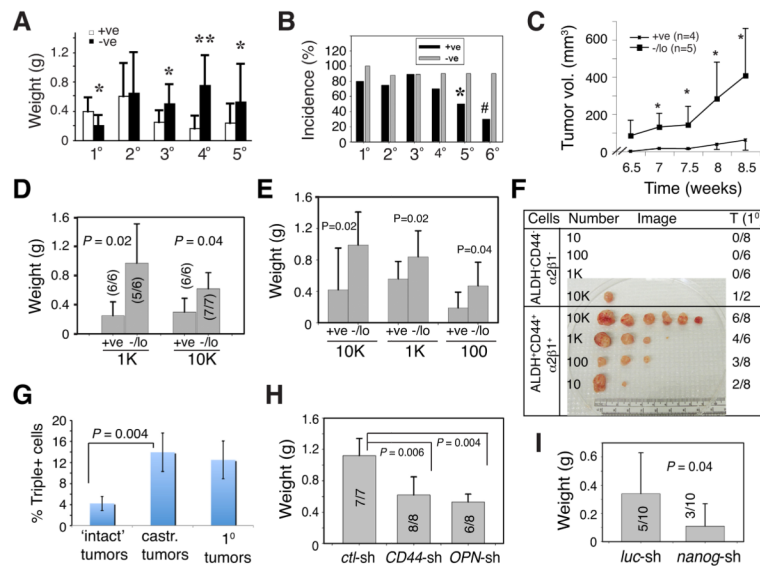 A
Weight (g)
1.2
0.8
0.4
0
+ve
-ve
*
*
**
*
1° 2° 3° 4° 5°
B
Incidence (%)
120
100
80
60
40
20
0
+ve
-ve
*
#
1° 2° 3° 4° 5° 6°
C
Tumor vol. (mm³)
600
400
200
+ve (n=4)
-/lo (n=5)
*
*
*
*
6.5 7 7.5 8 8.5
Time (weeks)
D
Weight (g)
1.6
1.2
0.8
0.4
0
P = 0.02 P = 0.04
(6/6) (5/6) (6/6) (7/7)
+ve -/lo +ve -/lo
1K 10K
E
Weight (g)
1.6
1.2
0.8
0.4
0
P=0.02
P=0.02
P=0.04
+ve -/lo +ve -/lo +ve -/lo
10K 1K 100
F
Cells Number Image T (1⁰)
ALDH⁻CD44⁻
α2β1⁻
10 0/8
100 0/6
1K 0/6
10K 1/2
ALDH⁺CD44⁺
α2β1⁺
10K 6/8
1K 4/6
100 3/8
10 2/8
G
% Triple+ cells
20
16
12
8
4
0
P = 0.004
'intact' tumors
castr. tumors
1⁰ tumors
H
Weight (g)
1.6
1.2
0.8
0.4
0
P = 0.006
P = 0.004
7/7 8/8 6/8
ctl-sh CD44-sh OPN-sh
I
Weight (g)
0.6
0.4
0.2
0
P = 0.04
5/10 3/10
luc-sh nanog-sh